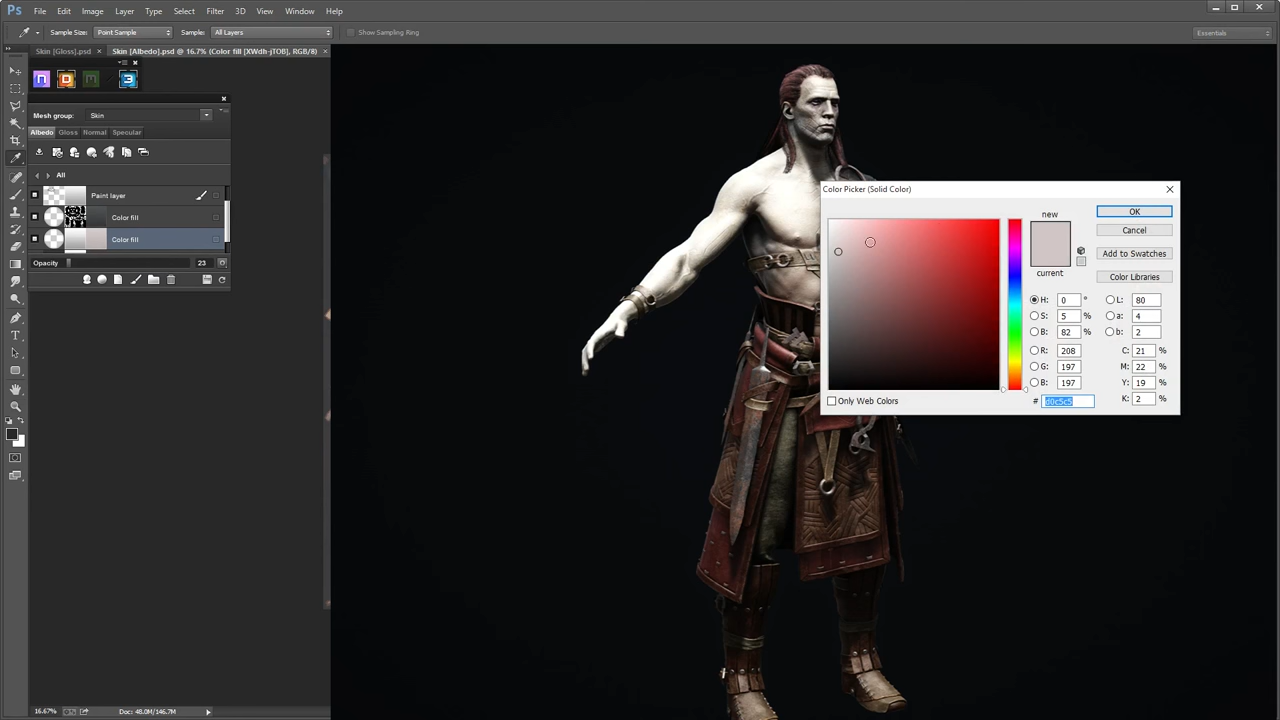 Ps File Edit Image Layer Type Select Filter 3D View Window Help
Sample Size: Point Sample Sample: All Layers Show Sampling Ring Essentials
Skin [Gloss].psd × Skin [Albedo].psd @ 16.7% (Color fill [XWdh-jTOB], RGB/8) ×
n D m 3
Mesh group: Skin
Albedo Gloss Normal Specular
All
Paint layer
Color fill
Color fill
Opacity 23
Color Picker (Solid Color)
new
current
OK
Cancel
Add to Swatches
Color Libraries
H: 0 ° L: 80
S: 5 % a: 4
B: 82 % b: 2
R: 208 C: 21 %
G: 197 M: 22 %
B: 197 Y: 19 %
# d0c5c5 K: 2 %
Only Web Colors
16.67% Doc: 48.0M/146.7M